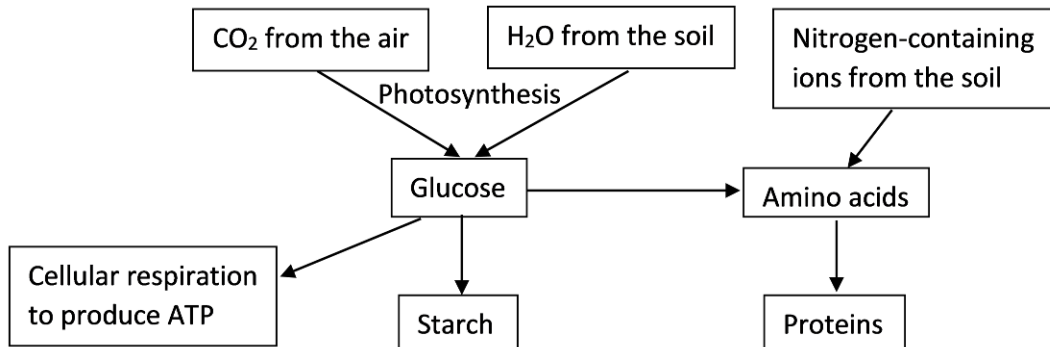 CO₂ from the air
H₂O from the soil
Nitrogen-containing
ions from the soil
Photosynthesis
Glucose
Amino acids
Cellular respiration
to produce ATP
Starch
Proteins